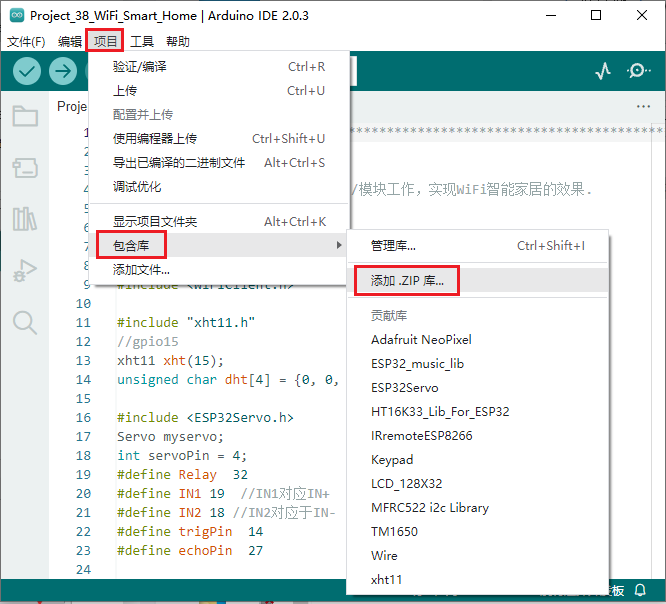 Project_38_WiFi_Smart_Home | Arduino IDE 2.0.3
文件(F) 编辑 项目 工具 帮助
验证/编译 Ctrl+R
上传 Ctrl+U
配置并上传
使用编程器上传 Ctrl+Shift+U
导出已编译的二进制文件 Alt+Ctrl+S
调试优化
显示项目文件夹 Alt+Ctrl+K
包含库
添加文件...
管理库... Ctrl+Shift+I
添加 .ZIP 库...
贡献库
Adafruit NeoPixel
ESP32_music_lib
ESP32Servo
HT16K33_Lib_For_ESP32
IRremoteESP8266
Keypad
LCD_128X32
MFRC522 i2c Library
TM1650
Wire
xht11
Proje
1 ************************************
2
3
4 /模块工作，实现WiFi智能家居的效果.
5
6
7
8
9 #include <WiFiClient.h>
10
11 #include "xht11.h"
12 //gpio15
13 xht11 xht(15);
14 unsigned char dht[4] = {0, 0,
15
16 #include <ESP32Servo.h>
17 Servo myservo;
18 int servoPin = 4;
19 #define Relay 32
20 #define IN1 19 //IN1对应IN+
21 #define IN2 18 //IN2对应于IN-
22 #define trigPin 14
23 #define echoPin 27
24